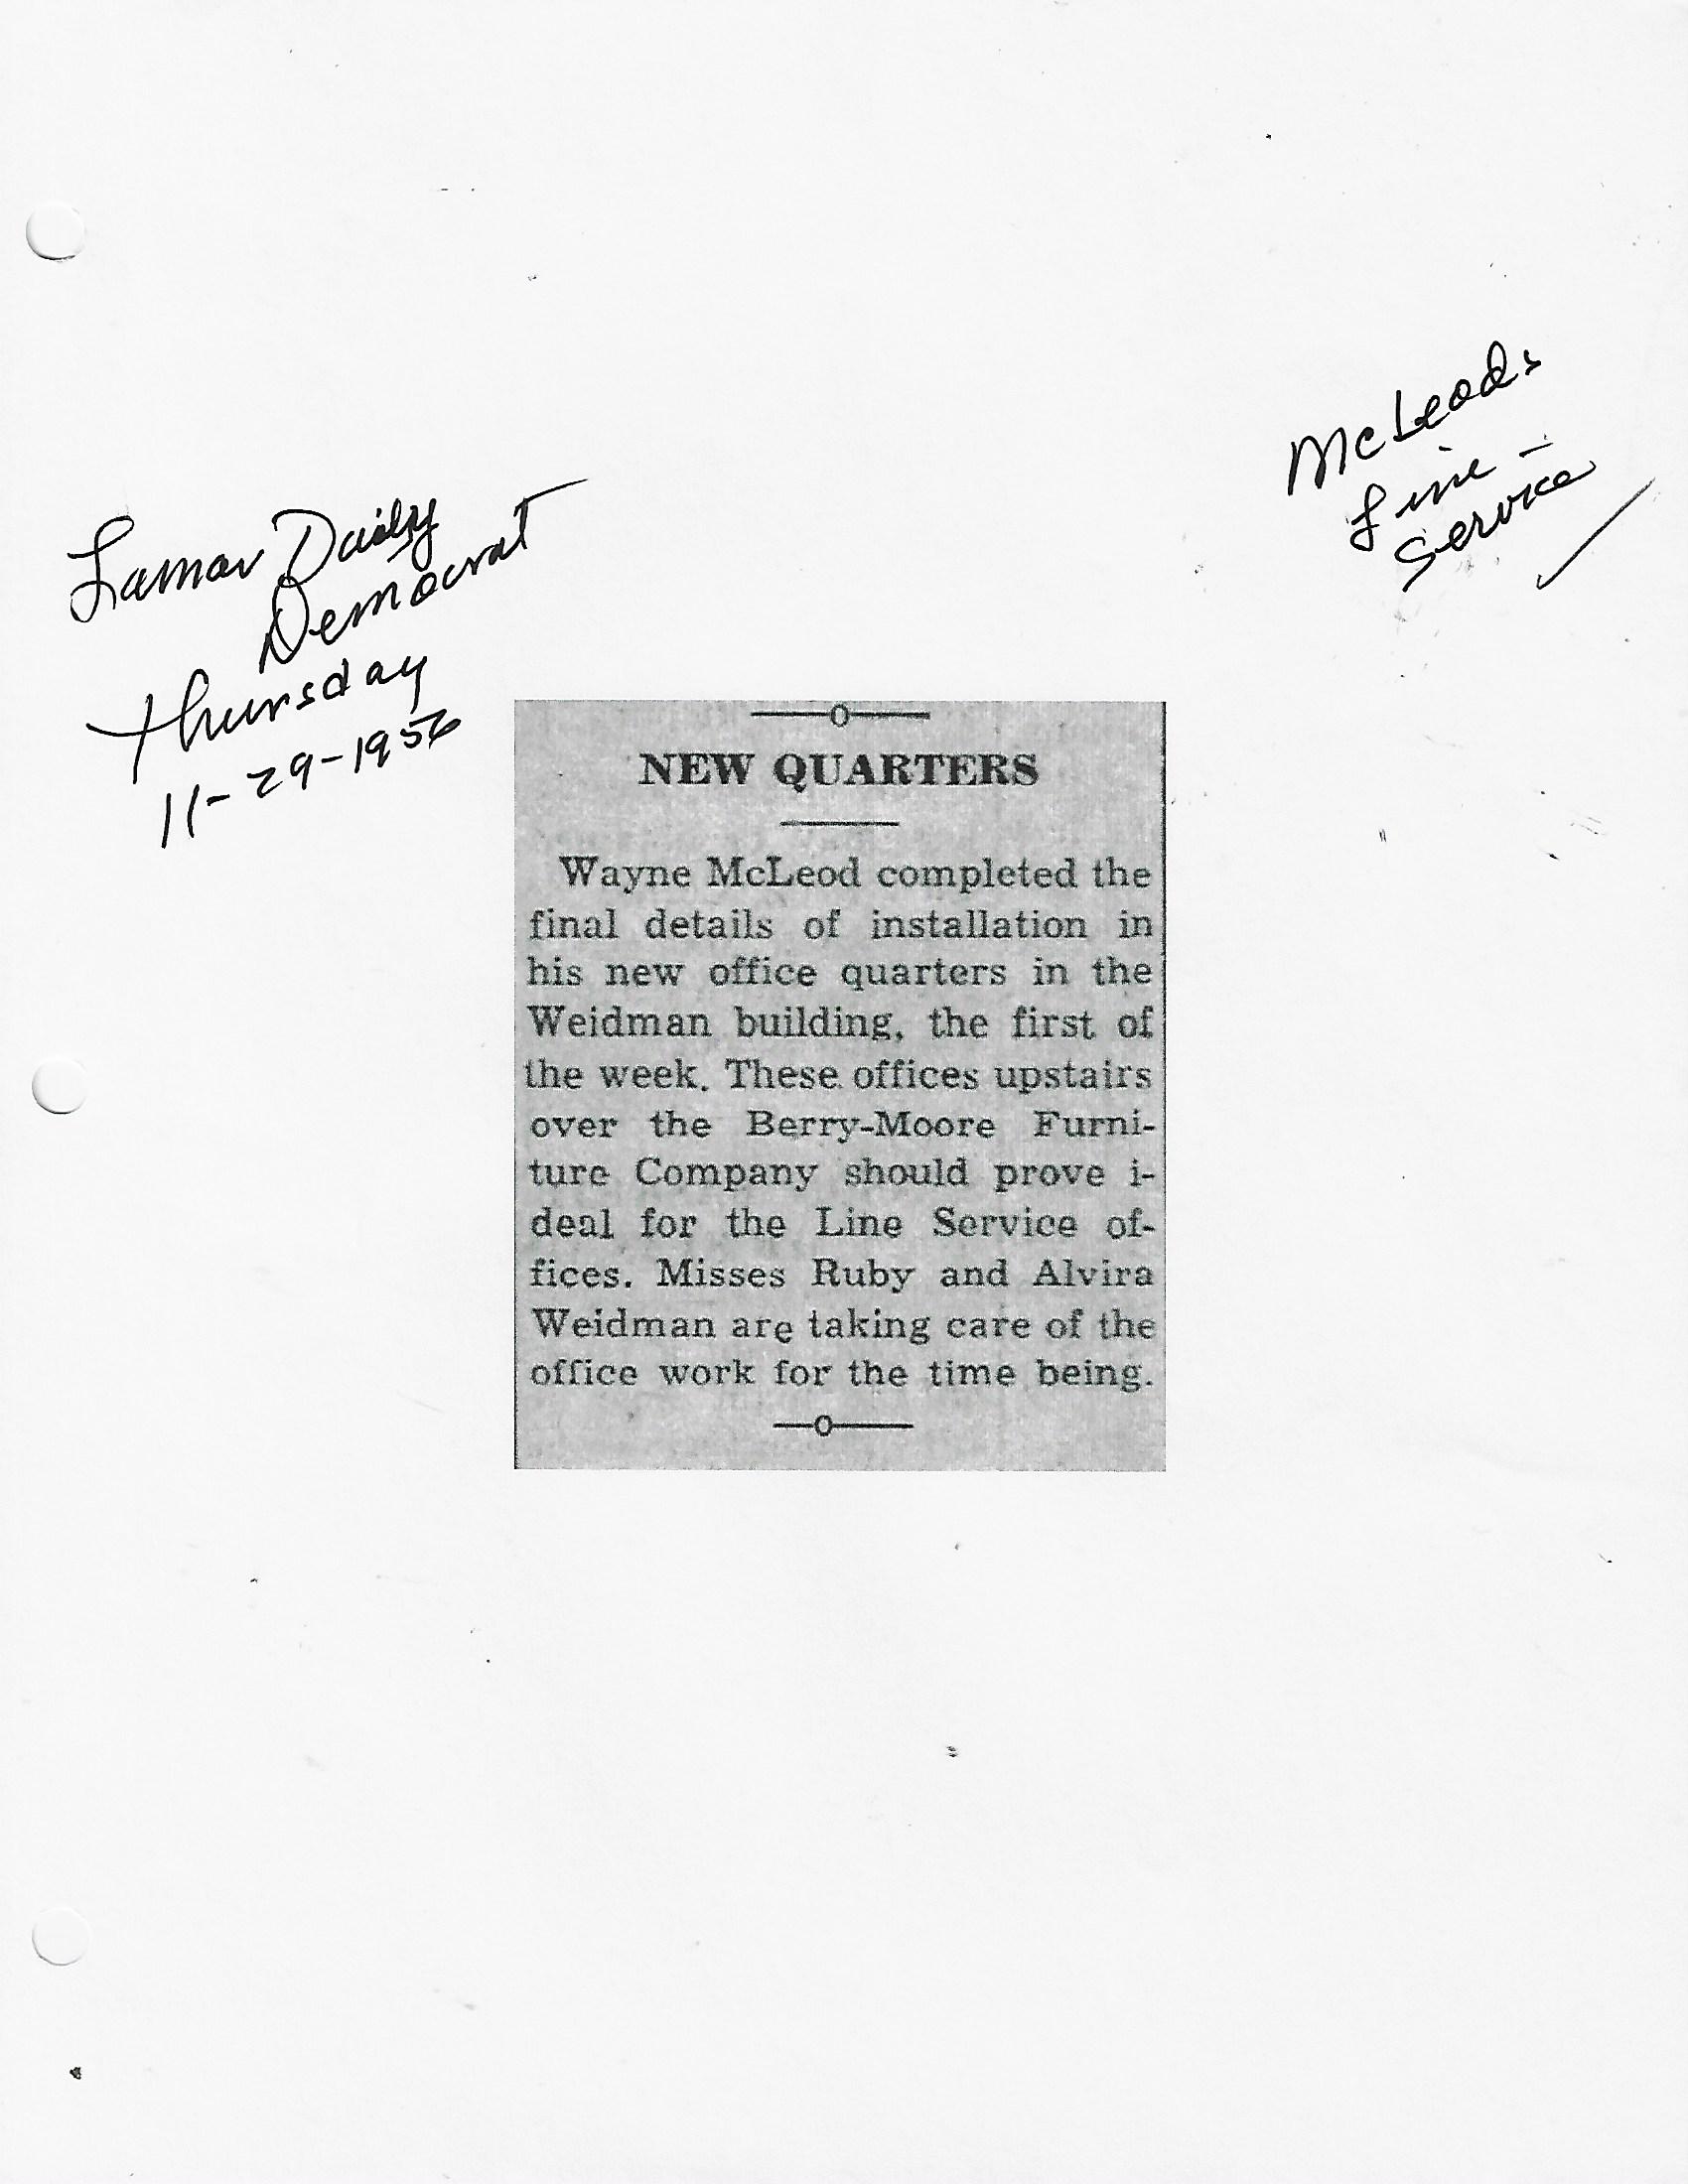 McLeods
Line -
Service
Lamar Daily
Democrat
Thursday
11-29-1956
NEW QUARTERS
Wayne McLeod completed the
final details of installation in
his new office quarters in the
Weidman building, the first of
the week. These offices upstairs
over the Berry-Moore Furni-
ture Company should prove i-
deal for the Line Service of-
fices. Misses Ruby and Alvira
Weidman are taking care of the
office work for the time being.